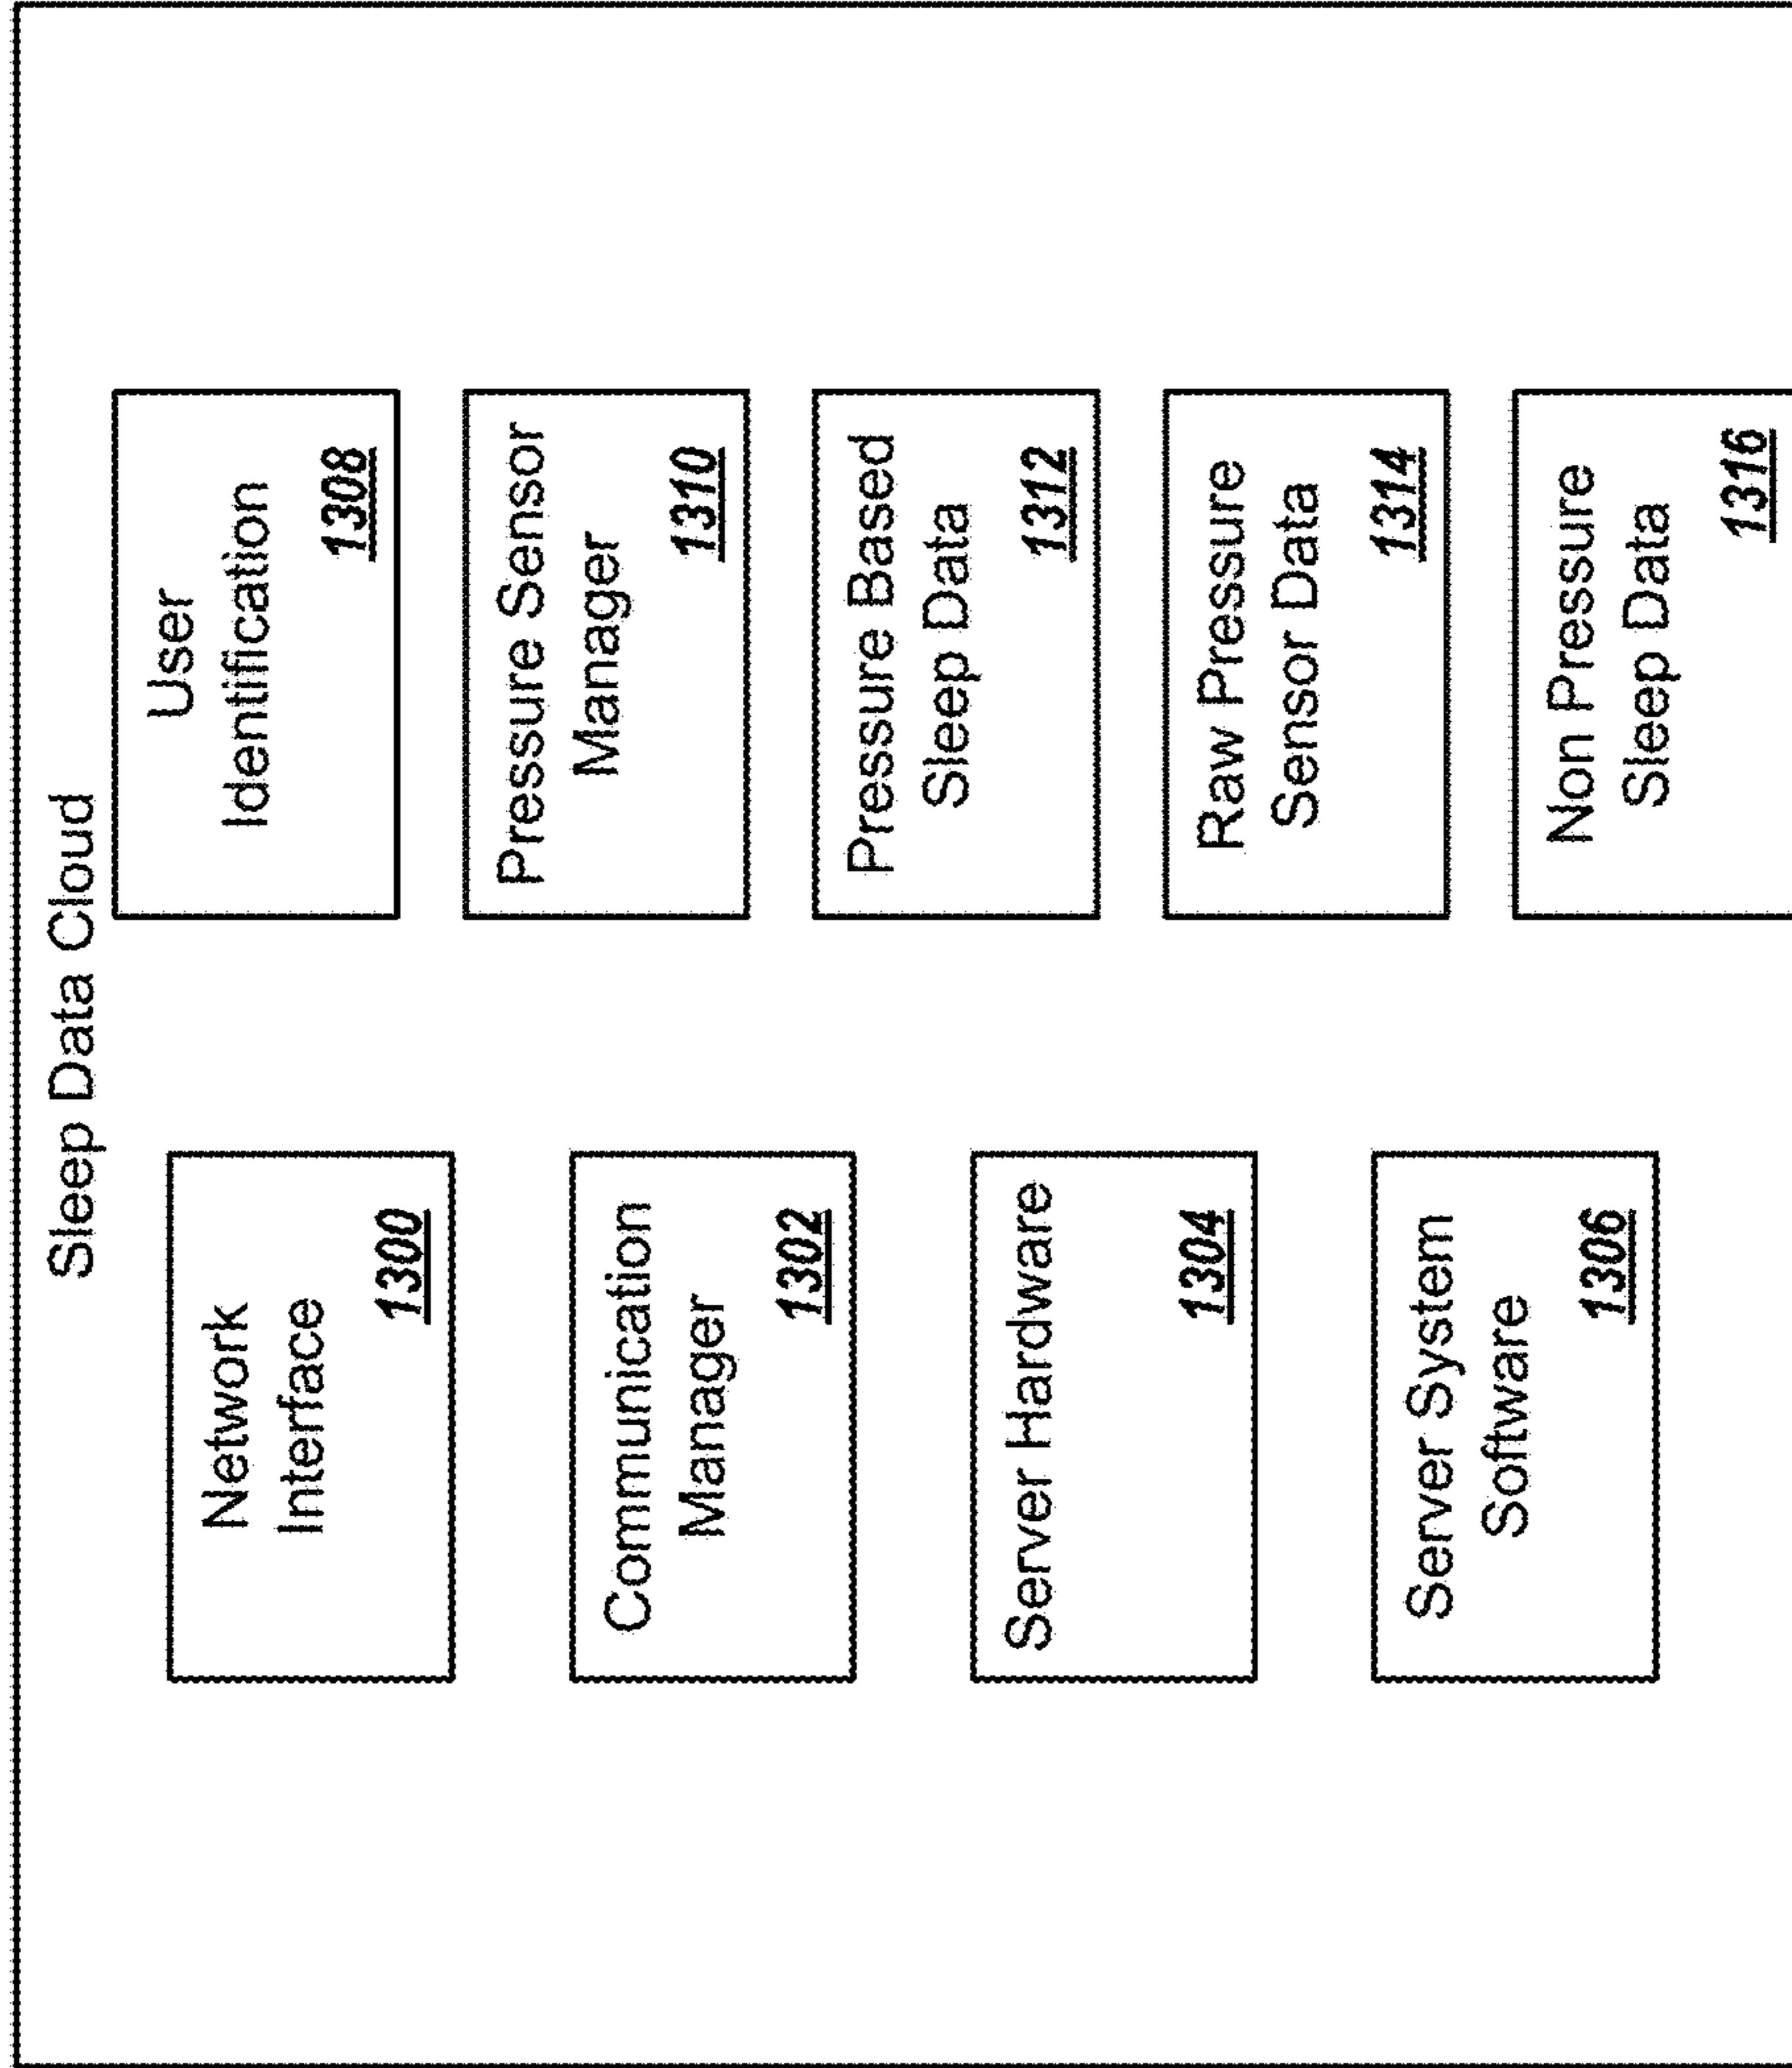 Sleep Data Cloud
Network
Interface
1300
Communication
Manager
1302
Server Hardware
1304
Server System
Software
1306
User
Identification
1308
Pressure Sensor
Manager
1310
Pressure Based
Sleep Data
1312
Raw Pressure
Sensor Data
1314
Non Pressure
Sleep Data
1316